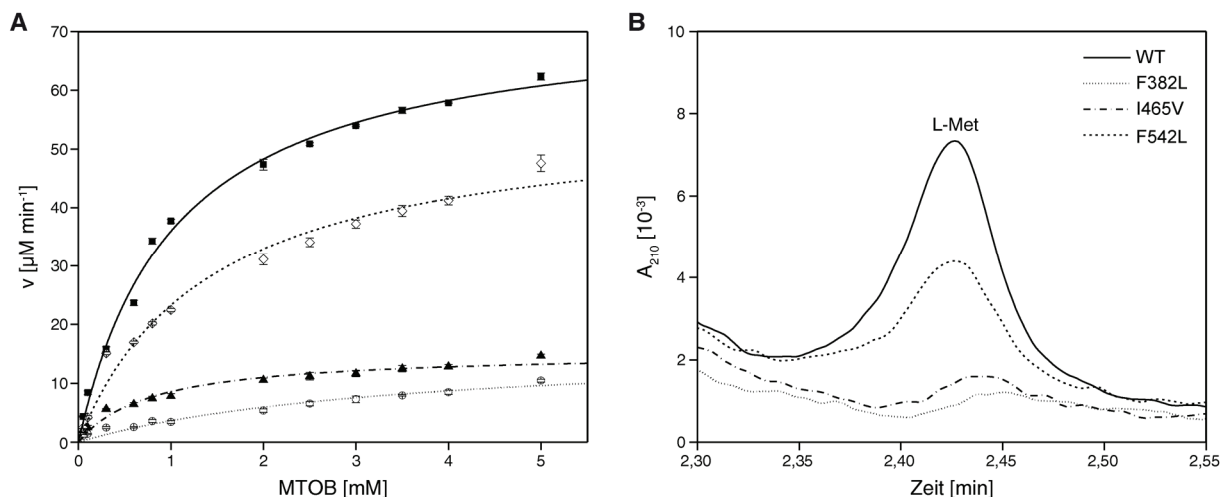 A
70
60
50
40
30
20
10
0
v [µM min⁻¹]
0 1 2 3 4 5
MTOB [mM]
B
10
8
6
4
2
0
A₂₁₀ [10⁻³]
WT
F382L
I465V
F542L
L-Met
2,30 2,35 2,40 2,45 2,50 2,55
Zeit [min]